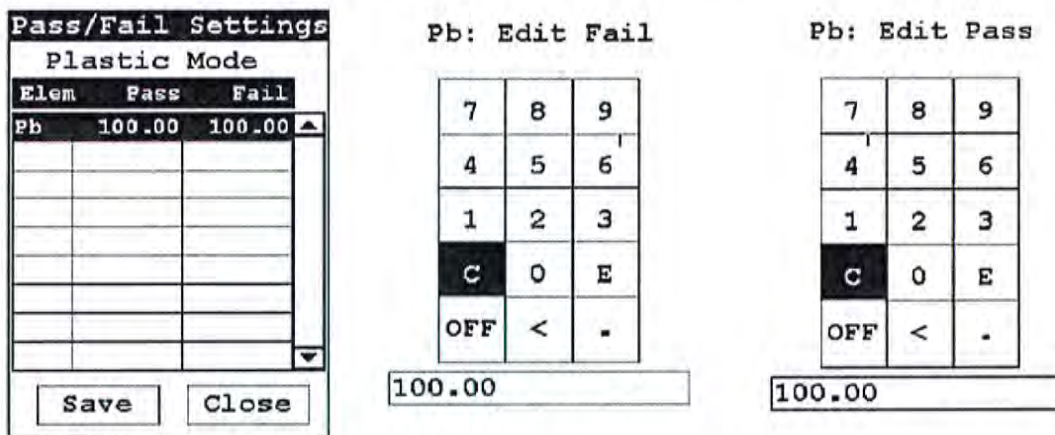 Pass/Fail Settings
Plastic Mode
Elem Pass Fail
Pb 100.00 100.00
Save Close
Pb: Edit Fail
7 8 9
4 5 6
1 2 3
C 0 E
OFF < .
100.00
Pb: Edit Pass
7 8 9
4 5 6
1 2 3
C 0 E
OFF < .
100.00